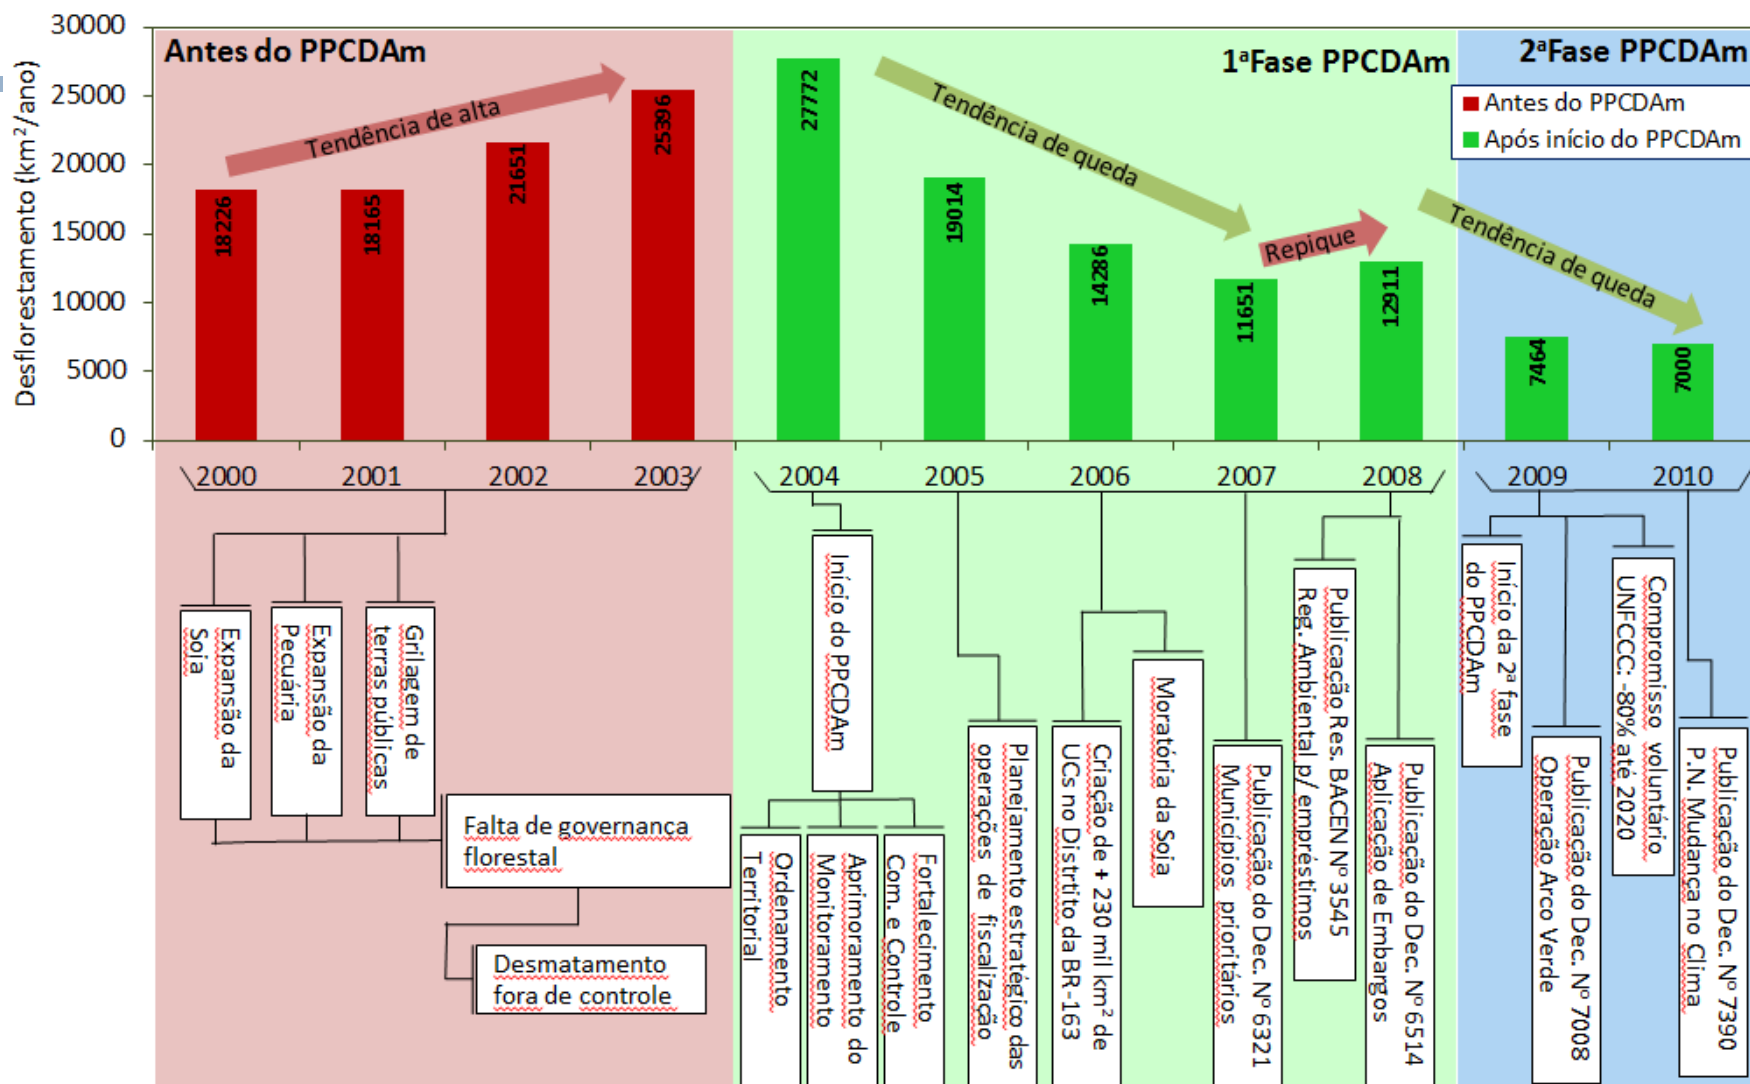 Antes do PPCDAm
1ªFase PPCDAm
2ªFase PPCDAm
Antes do PPCDAm
Após início do PPCDAm
Desflorestamento (km²/ano)
30000
25000
20000
15000
10000
5000
0
Tendência de alta
Tendência de queda
Repique
Tendência de queda
18226
18165
21651
25396
27772
19014
14286
11651
12911
7464
7000
2000
2001
2002
2003
2004
2005
2006
2007
2008
2009
2010
Expansão da
Soja
Expansão da
Pecuária
Grilagem de
terras públicas
Falta de governança
florestal
Desmatamento
fora de controle
Início do PPCDAm
Ordenamento
Territorial
Aprimoramento do
Monitoramento
Fortalecimento
Com. e Controle
Planejamento estratégico das
operações de fiscalização
Criação de + 230 mil km² de
UCs no Distrtito da BR-163
Moratória da Soja
Publicação do Dec. Nº 6321
Municípios prioritários
Publicação Res. BACEN Nº 3545
Reg. Ambiental p/ empréstimos
Publicação do Dec. Nº 6514
Aplicação de Embargos
Início da 2ª fase
do PPCDAm
Publicação do Dec. Nº 7008
Operação Arco Verde
Compromisso voluntário
UNFCCC: -80% até 2020
Publicação do Dec. Nº 7390
P.N. Mudança no Clima